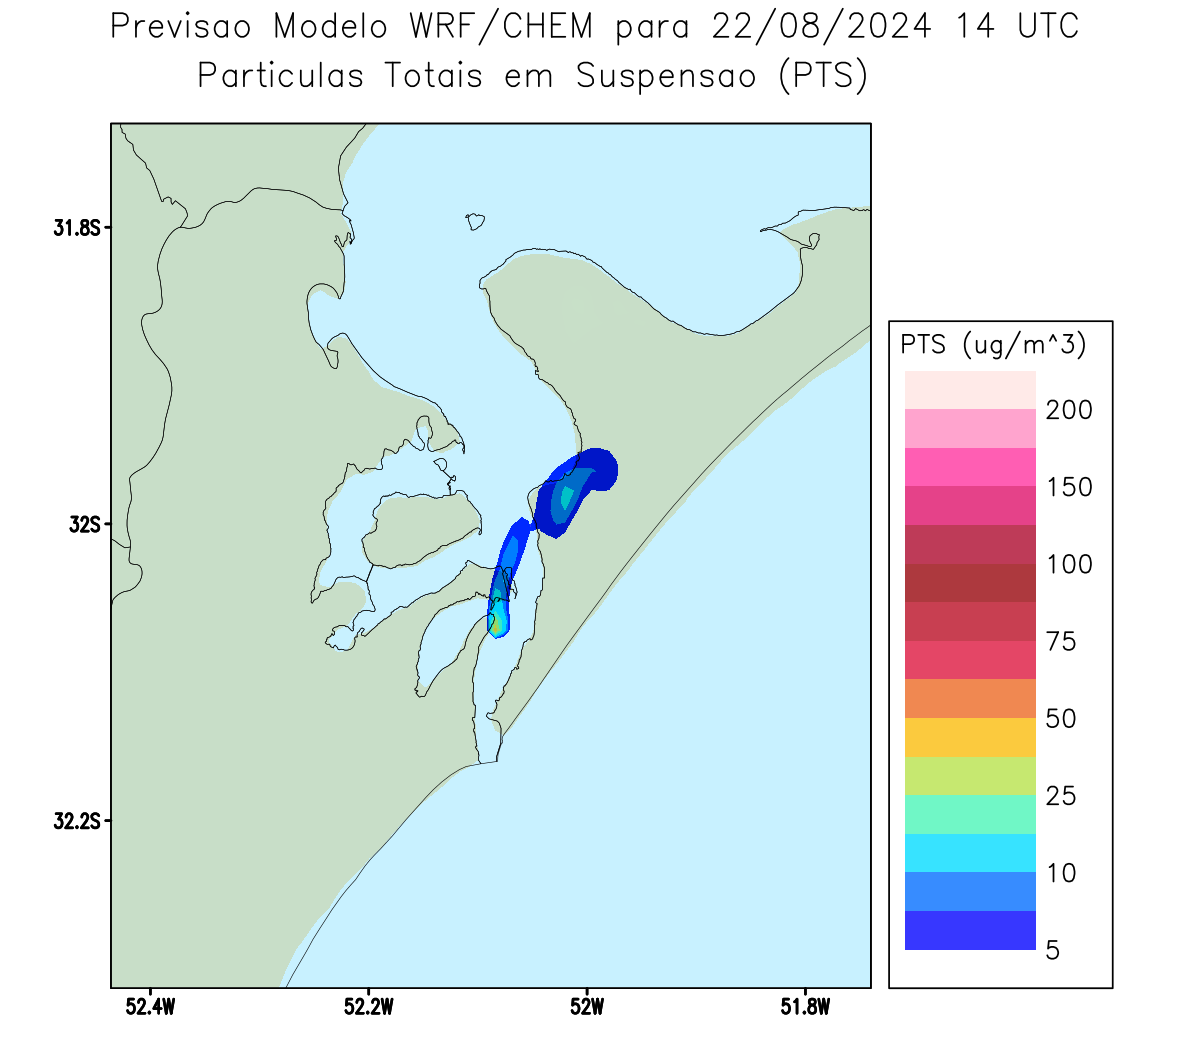 Previsao Modelo WRF/CHEM para 22/08/2024 14 UTC
Particulas Totais em Suspensao (PTS)
31.8S
32S
32.2S
52.4W
52.2W
52W
51.8W
PTS (ug/m^3)
200
150
100
75
50
25
10
5